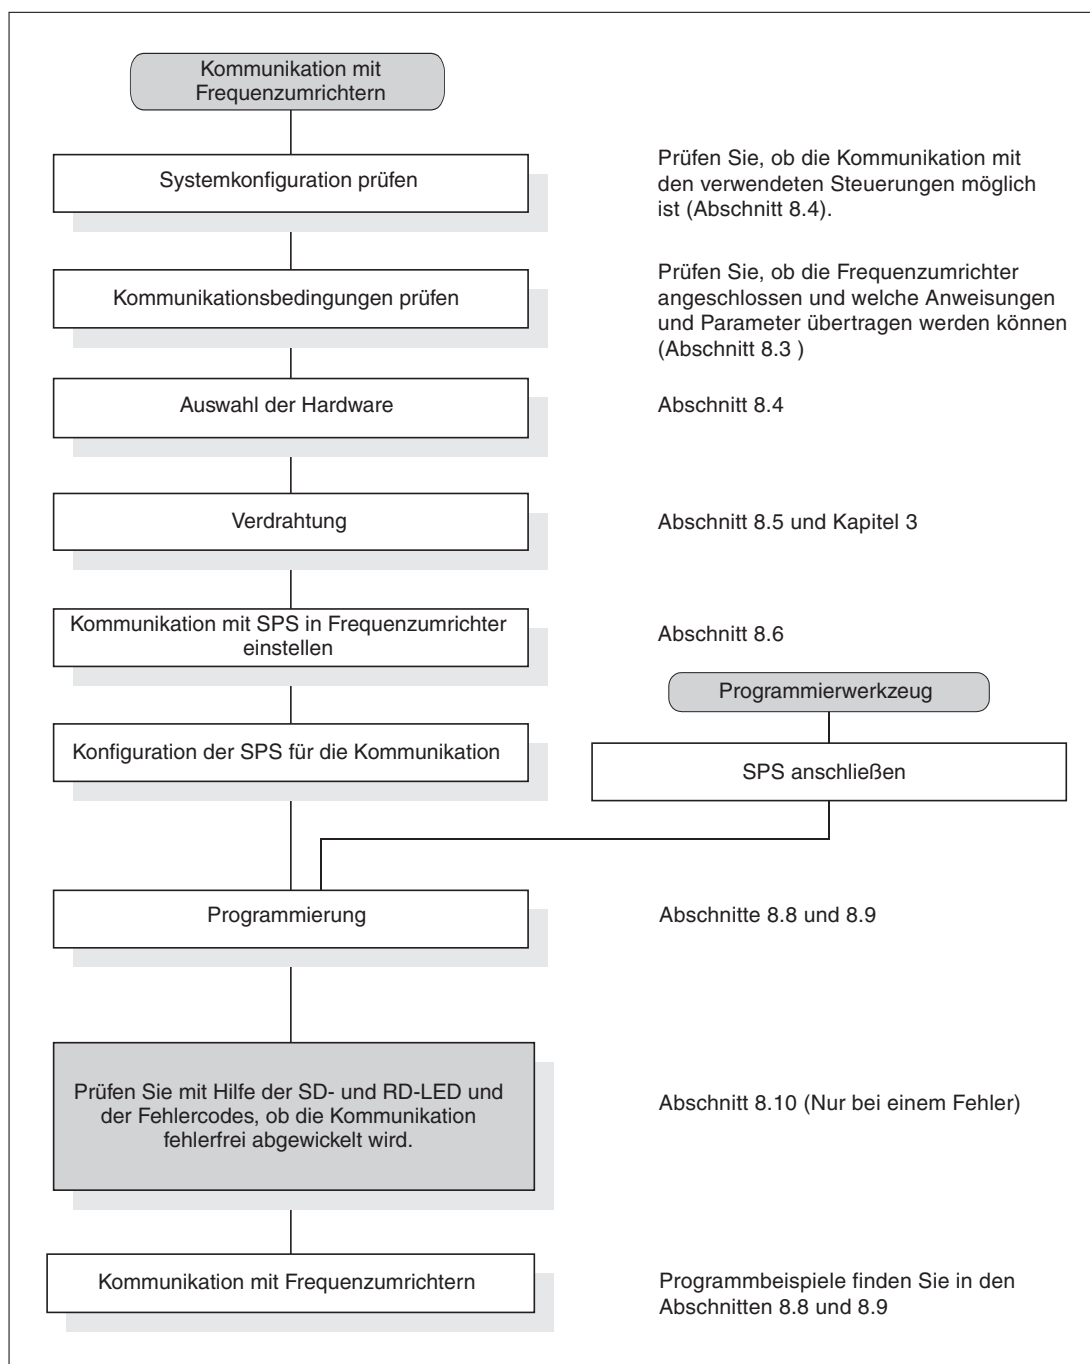 Kommunikation mit
Frequenzumrichtern
Systemkonfiguration prüfen
Prüfen Sie, ob die Kommunikation mit
den verwendeten Steuerungen möglich
ist (Abschnitt 8.4).
Kommunikationsbedingungen prüfen
Prüfen Sie, ob die Frequenzumrichter
angeschlossen und welche Anweisungen
und Parameter übertragen werden können
(Abschnitt 8.3 )
Auswahl der Hardware
Abschnitt 8.4
Verdrahtung
Abschnitt 8.5 und Kapitel 3
Kommunikation mit SPS in Frequenzumrichter
einstellen
Abschnitt 8.6
Programmierwerkzeug
Konfiguration der SPS für die Kommunikation
SPS anschließen
Programmierung
Abschnitte 8.8 und 8.9
Prüfen Sie mit Hilfe der SD- und RD-LED und
der Fehlercodes, ob die Kommunikation
fehlerfrei abgewickelt wird.
Abschnitt 8.10 (Nur bei einem Fehler)
Kommunikation mit Frequenzumrichtern
Programmbeispiele finden Sie in den
Abschnitten 8.8 und 8.9